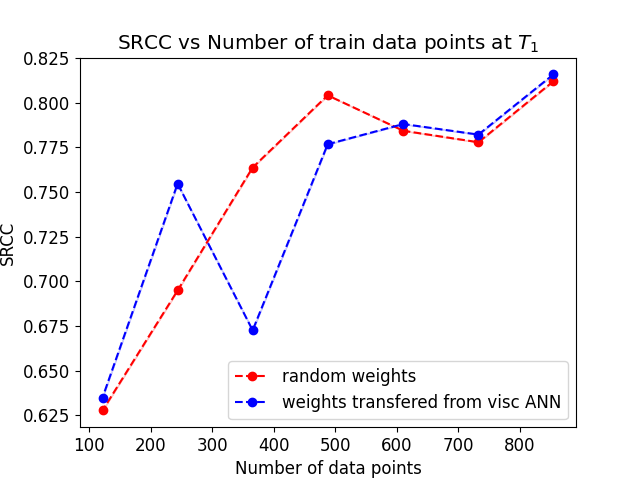 SRCC vs Number of train data points at T₁
0.825
0.800
0.775
0.750
0.725
0.700
0.675
0.650
0.625
SRCC
random weights
weights transfered from visc ANN
100 200 300 400 500 600 700 800
Number of data points